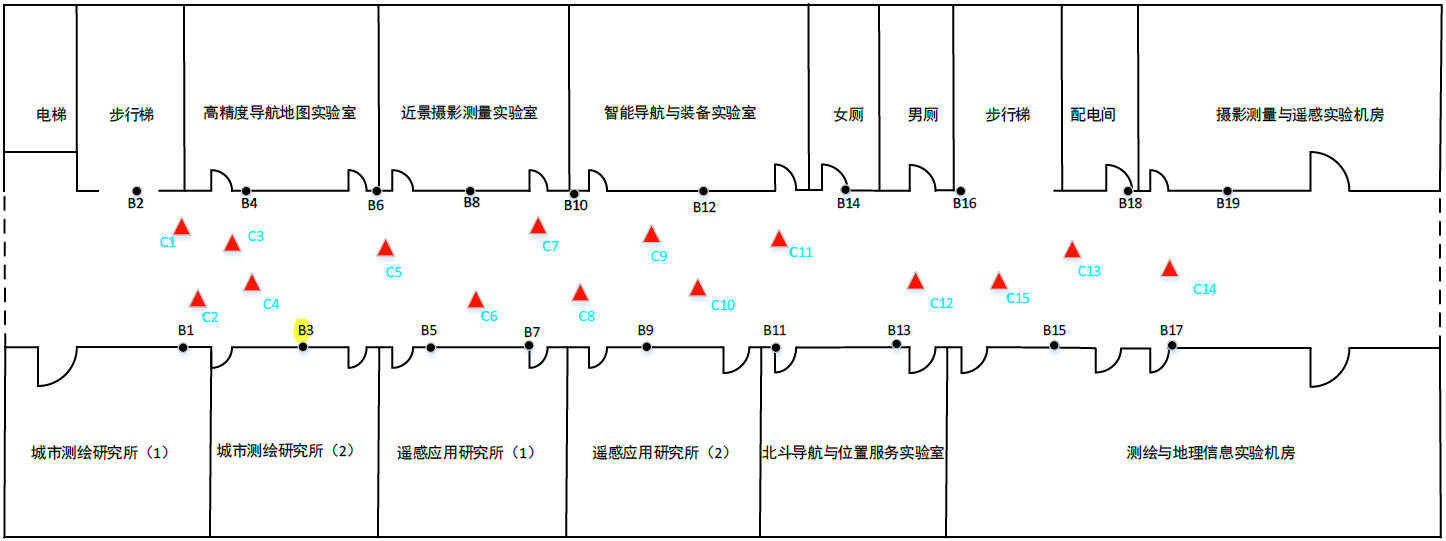 电梯
步行梯
高精度导航地图实验室
近景摄影测量实验室
智能导航与装备实验室
女厕
男厕
步行梯
配电间
摄影测量与遥感实验机房
B2
B4
B6
B8
B10
B12
B14
B16
B18
B19
C1
C3
C5
C7
C9
C11
C13
C14
C2
C4
C6
C8
C10
C12
C15
B1
B3
B5
B7
B9
B11
B13
B15
B17
城市测绘研究所（1）
城市测绘研究所（2）
遥感应用研究所（1）
遥感应用研究所（2）
北斗导航与位置服务实验室
测绘与地理信息实验机房